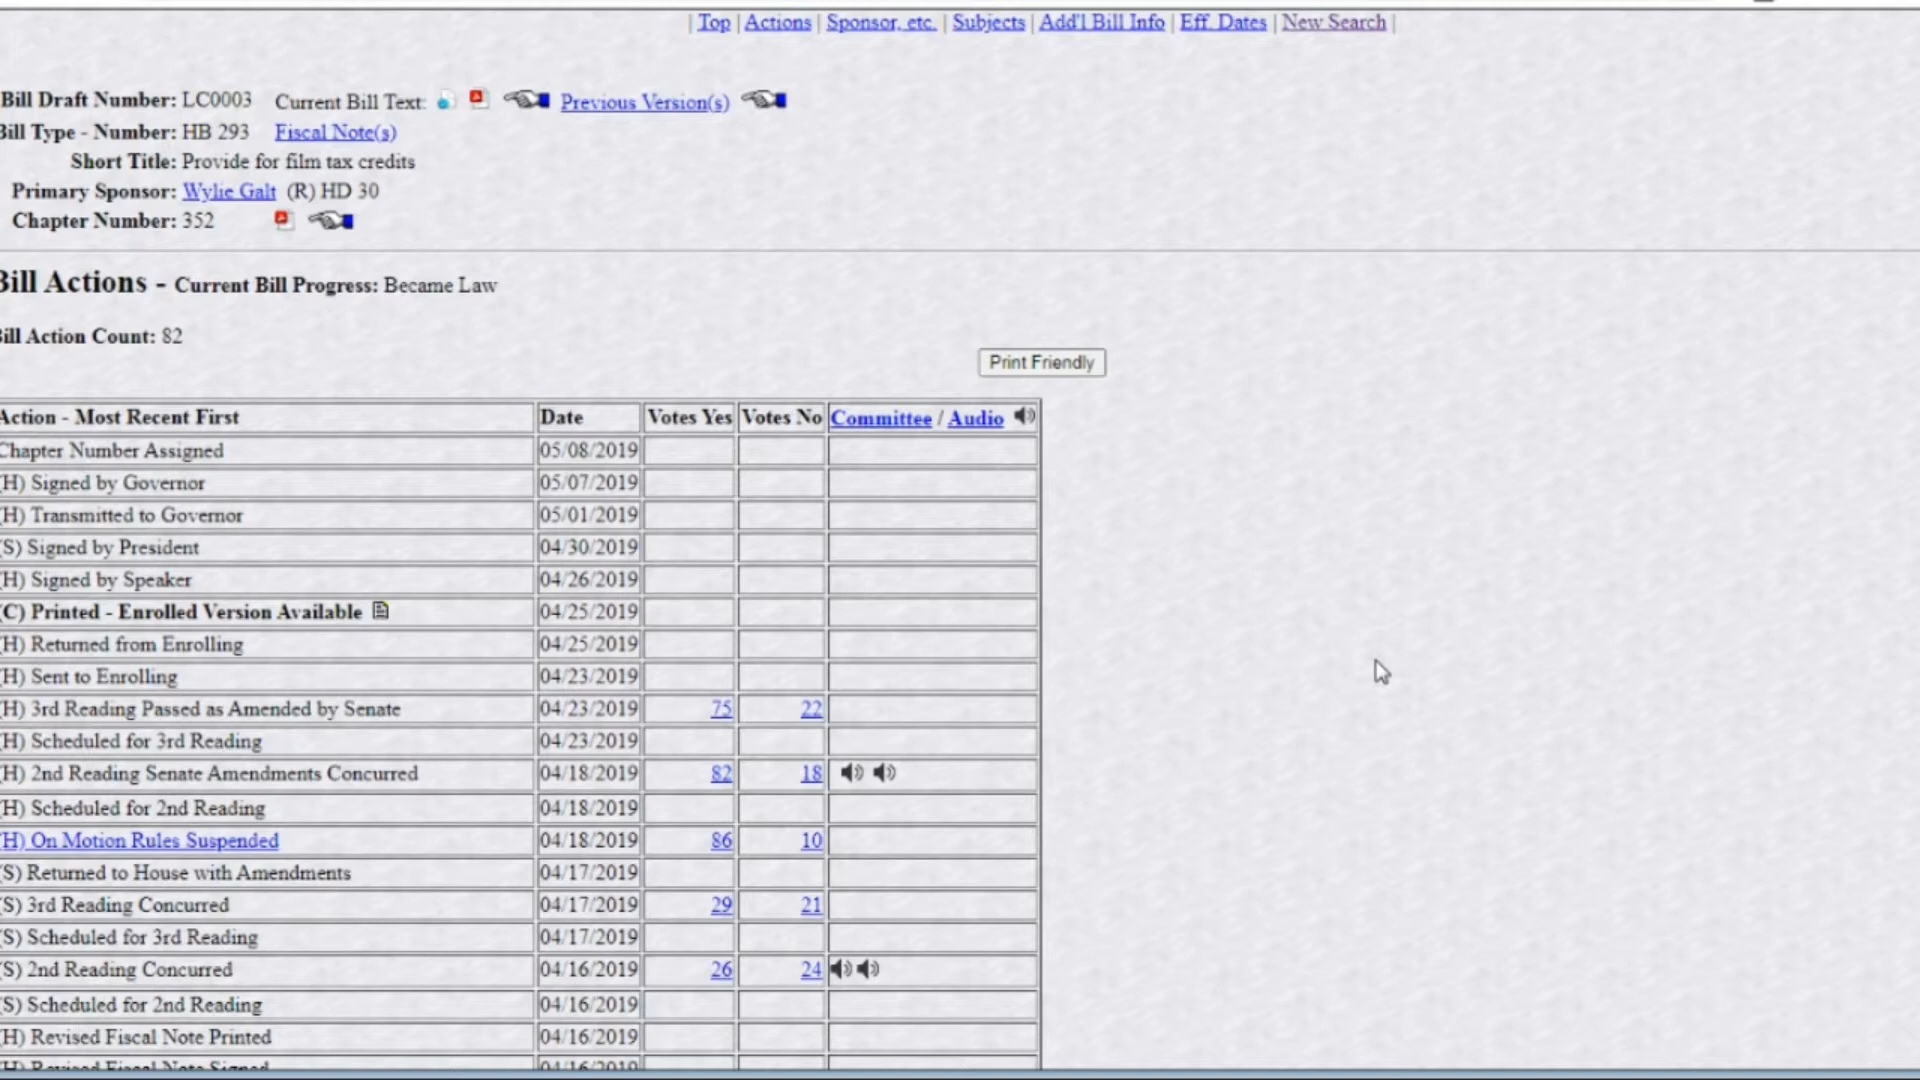 | Top | Actions | Sponsor, etc. | Subjects | Add'l Bill Info | Eff. Dates | New Search |
Bill Draft Number: LC0003 Current Bill Text: Previous Version(s)
Bill Type - Number: HB 293 Fiscal Note(s)
Short Title: Provide for film tax credits
Primary Sponsor: Wylie Galt (R) HD 30
Chapter Number: 352
Bill Actions - Current Bill Progress: Became Law
Bill Action Count: 82
Print Friendly
Action - Most Recent First Date Votes Yes Votes No Committee / Audio
Chapter Number Assigned 05/08/2019
(H) Signed by Governor 05/07/2019
(H) Transmitted to Governor 05/01/2019
(S) Signed by President 04/30/2019
(H) Signed by Speaker 04/26/2019
(C) Printed - Enrolled Version Available 04/25/2019
(H) Returned from Enrolling 04/25/2019
(H) Sent to Enrolling 04/23/2019
(H) 3rd Reading Passed as Amended by Senate 04/23/2019 75 22
(H) Scheduled for 3rd Reading 04/23/2019
(H) 2nd Reading Senate Amendments Concurred 04/18/2019 82 18
(H) Scheduled for 2nd Reading 04/18/2019
(H) On Motion Rules Suspended 04/18/2019 86 10
(S) Returned to House with Amendments 04/17/2019
(S) 3rd Reading Concurred 04/17/2019 29 21
(S) Scheduled for 3rd Reading 04/17/2019
(S) 2nd Reading Concurred 04/16/2019 26 24
(S) Scheduled for 2nd Reading 04/16/2019
(H) Revised Fiscal Note Printed 04/16/2019
(H) Revised Fiscal Note Signed 04/16/2019